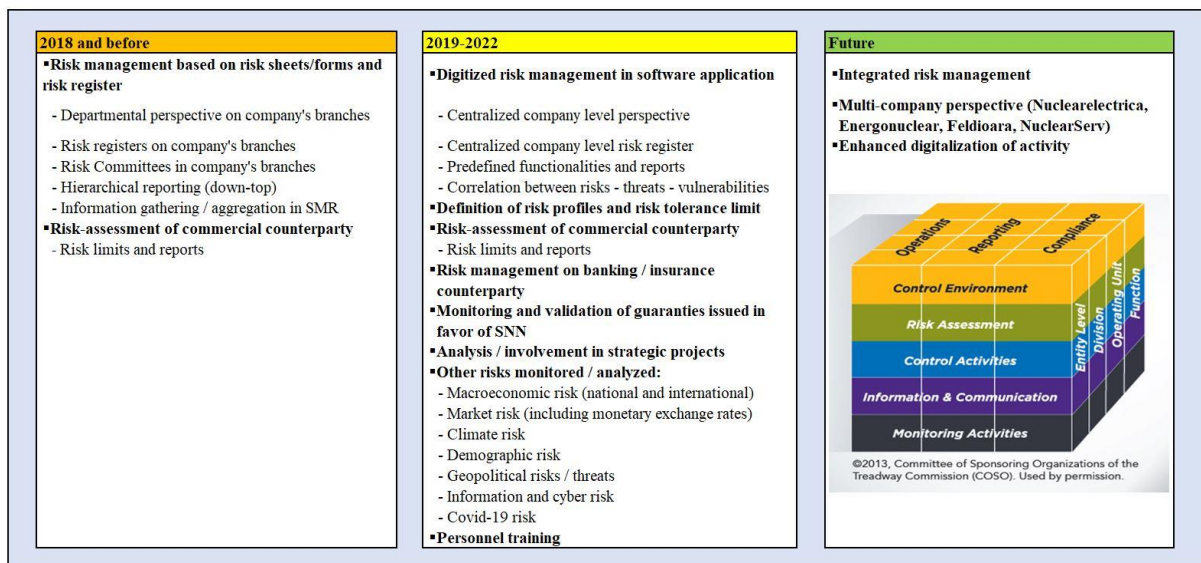 2018 and before
▪Risk management based on risk sheets/forms and
risk register
- Departmental perspective on company's branches
- Risk registers on company's branches
- Risk Committees in company's branches
- Hierarchical reporting (down-top)
- Information gathering / aggregation in SMR
▪Risk-assessment of commercial counterparty
- Risk limits and reports
2019-2022
▪Digitized risk management in software application
- Centralized company level perspective
- Centralized company level risk register
- Predefined functionalities and reports
- Correlation between risks - threats - vulnerabilities
▪Definition of risk profiles and risk tolerance limit
▪Risk-assessment of commercial counterparty
- Risk limits and reports
▪Risk management on banking / insurance
counterparty
▪Monitoring and validation of guaranties issued in
favor of SNN
▪Analysis / involvement in strategic projects
▪Other risks monitored / analyzed:
- Macroeconomic risk (national and international)
- Market risk (including monetary exchange rates)
- Climate risk
- Demographic risk
- Geopolitical risks / threats
- Information and cyber risk
- Covid-19 risk
▪Personnel training
Future
▪Integrated risk management
▪Multi-company perspective (Nuclearelectrica,
Energonuclear, Feldioara, NuclearServ)
▪Enhanced digitalization of activity
Operations
Reporting
Compliance
Control Environment
Risk Assessment
Control Activities
Information & Communication
Monitoring Activities
Entity Level
Division
Operating Unit
Function
©2013, Committee of Sponsoring Organizations of the
Treadway Commission (COSO). Used by permission.